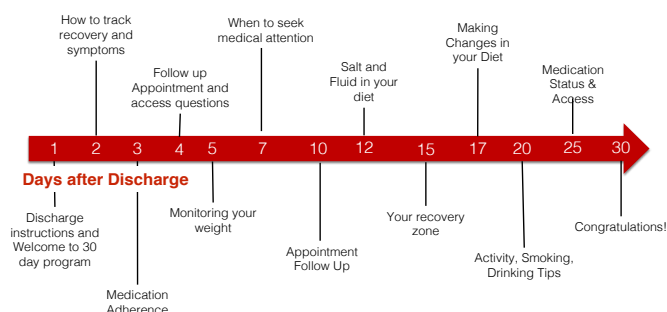 How to track
recovery and
symptoms
When to seek
medical attention
Making
Changes in
your Diet
Follow up
Appointment and
access questions
Salt and
Fluid in your
diet
Medication
Status &
Access
1 2 3 4 5 7 10 12 15 17 20 25 30
Days after Discharge
Discharge
instructions and
Welcome to 30
day program
Monitoring your
weight
Your recovery
zone
Congratulations!
Appointment
Follow Up
Activity, Smoking,
Drinking Tips
Medication
Adherence